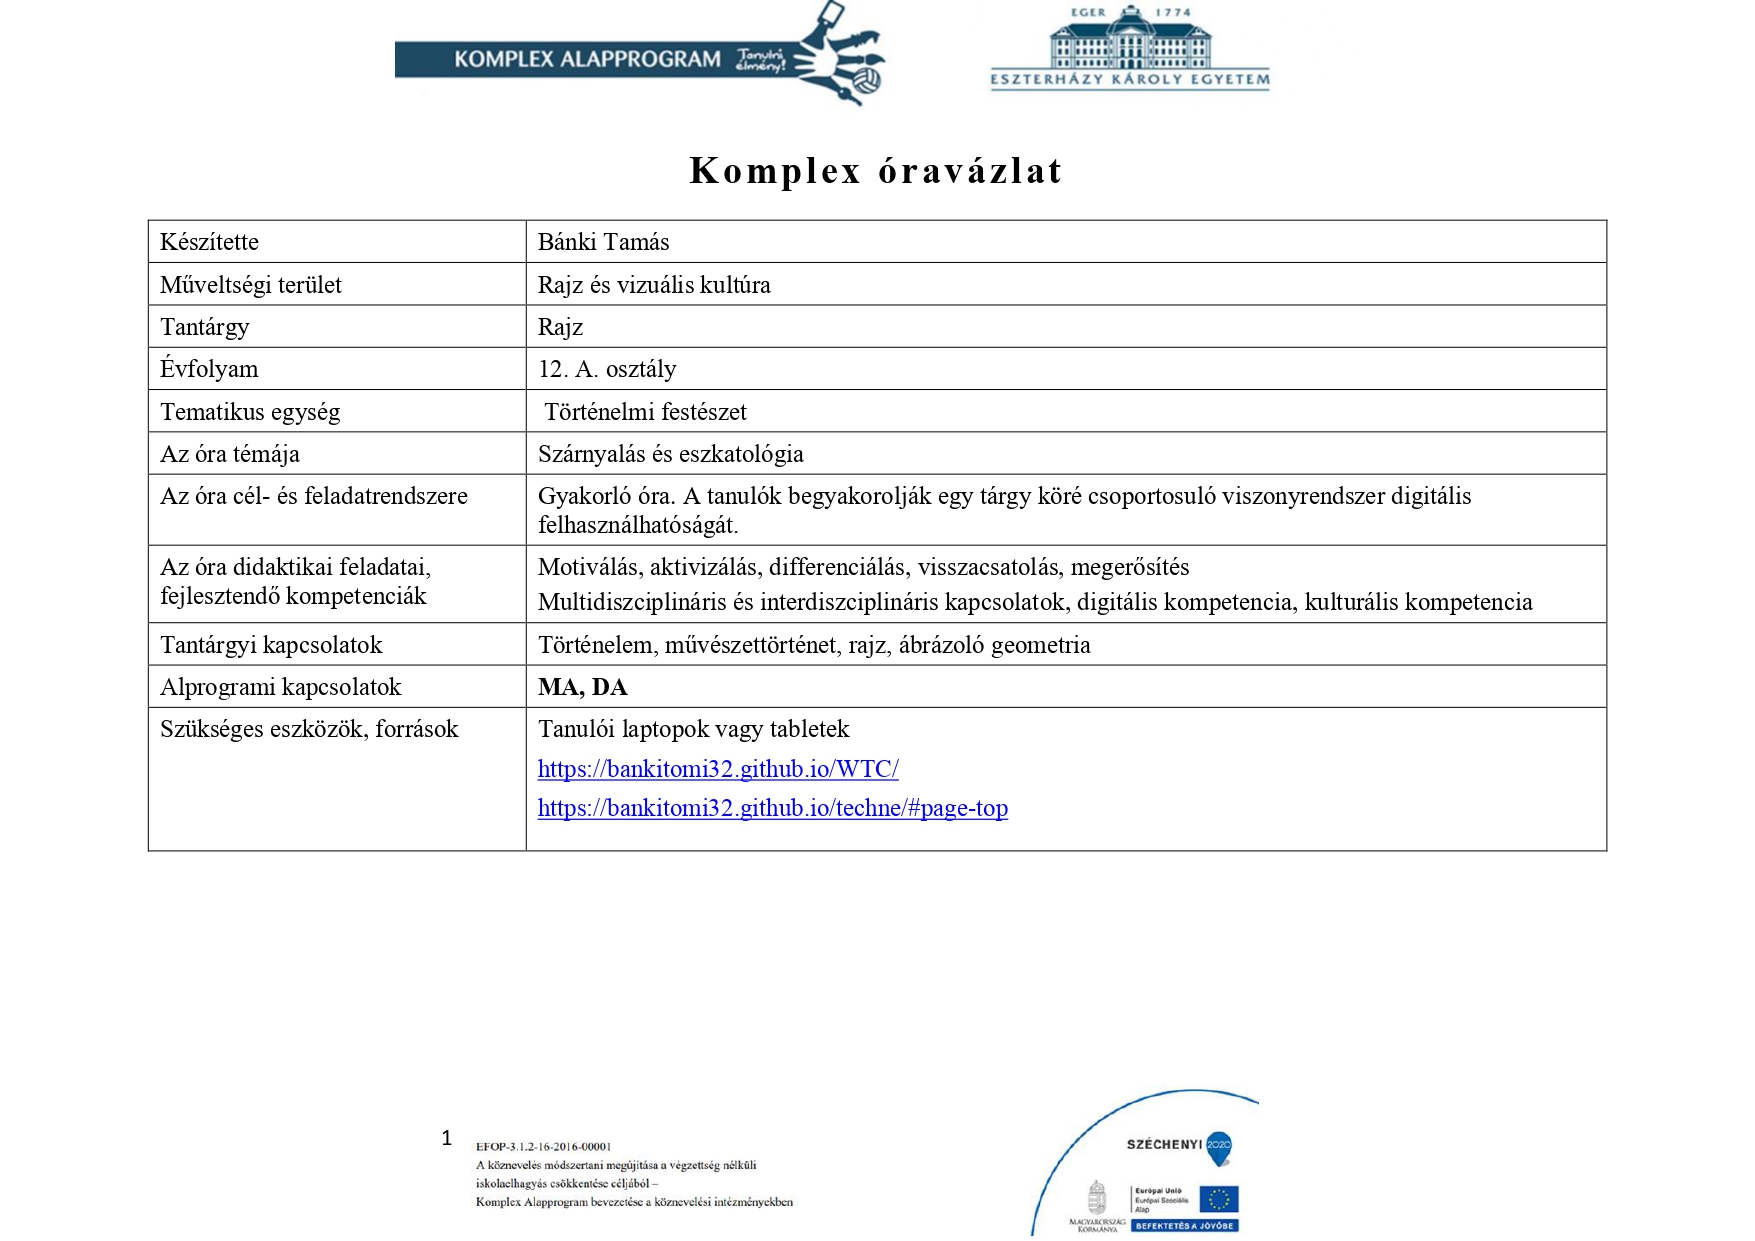 KOMPLEX ALAPPROGRAM Tanulni élmény!
EGER 1774
ESZTERHÁZY KÁROLY EGYETEM
Komplex óravázlat
Készítette
Bánki Tamás
Műveltségi terület
Rajz és vizuális kultúra
Tantárgy
Rajz
Évfolyam
12. A. osztály
Tematikus egység
Történelmi festészet
Az óra témája
Szárnyalás és eszkatológia
Az óra cél- és feladatrendszere
Gyakorló óra. A tanulók begyakorolják egy tárgy köré csoportosuló viszonyrendszer digitális
felhasználhatóságát.
Az óra didaktikai feladatai,
fejlesztendő kompetenciák
Motiválás, aktivizálás, differenciálás, visszacsatolás, megerősítés
Multidiszciplináris és interdiszciplináris kapcsolatok, digitális kompetencia, kulturális kompetencia
Tantárgyi kapcsolatok
Történelem, művészettörténet, rajz, ábrázoló geometria
Alprogrami kapcsolatok
MA, DA
Szükséges eszközök, források
Tanulói laptopok vagy tabletek
https://bankitomi32.github.io/WTC/
https://bankitomi32.github.io/techne/#page-top
1
EFOP-3.1.2-16-2016-00001
A köznevelés módszertani megújítása a végzettség nélküli
iskolaelhagyás csökkentése céljából –
Komplex Alapprogram bevezetése a köznevelési intézményekben
SZÉCHENYI 2020
MAGYARORSZÁG
KORMÁNYA
Európai Unió
Európai Szociális
Alap
BEFEKTETÉS A JÖVŐBE